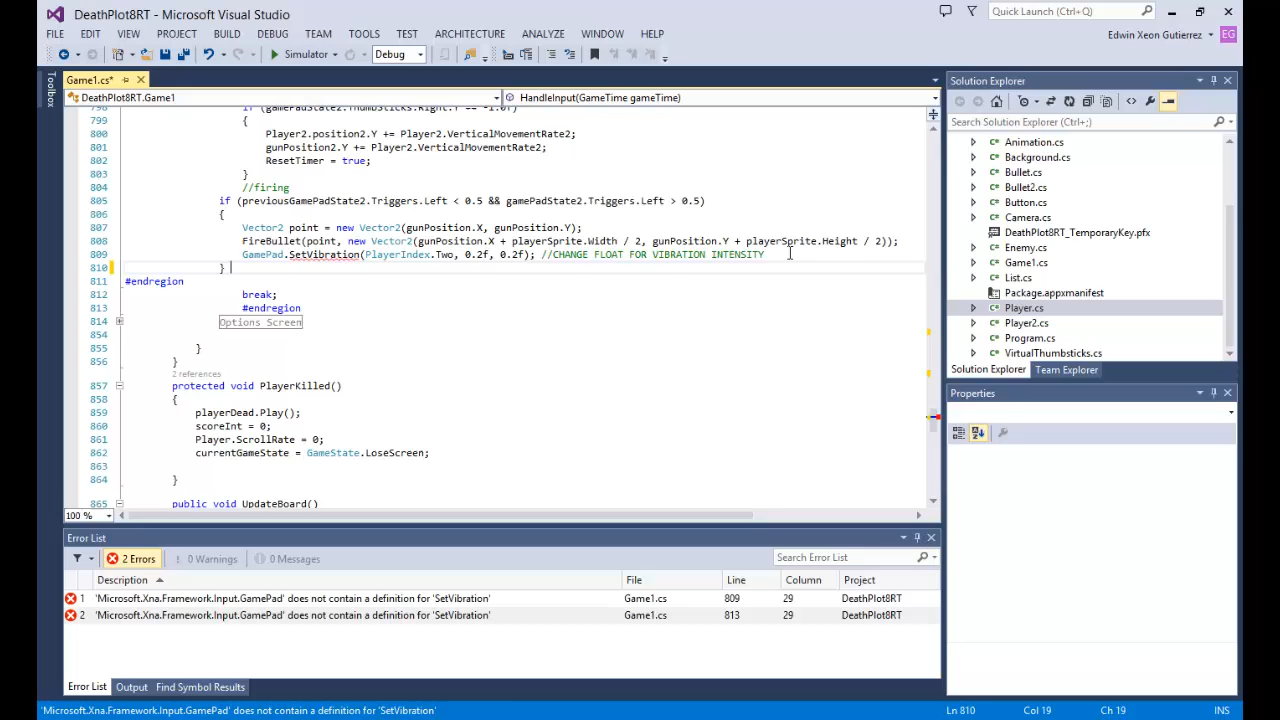 DeathPlot8RT - Microsoft Visual Studio
Quick Launch (Ctrl+Q)
FILE EDIT VIEW PROJECT BUILD DEBUG TEAM TOOLS TEST ARCHITECTURE ANALYZE WINDOW HELP
Edwin Xeon Gutierrez EG
Simulator Debug
Toolbox
Game1.cs*
DeathPlot8RT.Game1 HandleInput(GameTime gameTime)
798 if (gamePadState2.ThumbSticks.Right.Y == -1.0f)
799 {
800 Player2.position2.Y += Player2.VerticalMovementRate2;
801 gunPosition2.Y += Player2.VerticalMovementRate2;
802 ResetTimer = true;
803 }
804 //firing
805 if (previousGamePadState2.Triggers.Left < 0.5 && gamePadState2.Triggers.Left > 0.5)
806 {
807 Vector2 point = new Vector2(gunPosition.X, gunPosition.Y);
808 FireBullet(point, new Vector2(gunPosition.X + playerSprite.Width / 2, gunPosition.Y + playerSprite.Height / 2));
809 GamePad.SetVibration(PlayerIndex.Two, 0.2f, 0.2f); //CHANGE FLOAT FOR VIBRATION INTENSITY
810 }
811 #endregion
812 break;
813 #endregion
814 Options Screen
854
855 }
856 }
2 references
857 protected void PlayerKilled()
858 {
859 playerDead.Play();
860 scoreInt = 0;
861 Player.ScrollRate = 0;
862 currentGameState = GameState.LoseScreen;
863
864 }
865 public void UpdateBoard()
100 %
Solution Explorer
Search Solution Explorer (Ctrl+;)
Animation.cs
Background.cs
Bullet.cs
Bullet2.cs
Button.cs
Camera.cs
DeathPlot8RT_TemporaryKey.pfx
Enemy.cs
Game1.cs
List.cs
Package.appxmanifest
Player.cs
Player2.cs
Program.cs
VirtualThumbsticks.cs
Solution Explorer Team Explorer
Properties
Error List
2 Errors 0 Warnings 0 Messages Search Error List
Description File Line Column Project
1 'Microsoft.Xna.Framework.Input.GamePad' does not contain a definition for 'SetVibration' Game1.cs 809 29 DeathPlot8RT
2 'Microsoft.Xna.Framework.Input.GamePad' does not contain a definition for 'SetVibration' Game1.cs 813 29 DeathPlot8RT
Error List Output Find Symbol Results
'Microsoft.Xna.Framework.Input.GamePad' does not contain a definition for 'SetVibration' Ln 810 Col 19 Ch 19 INS